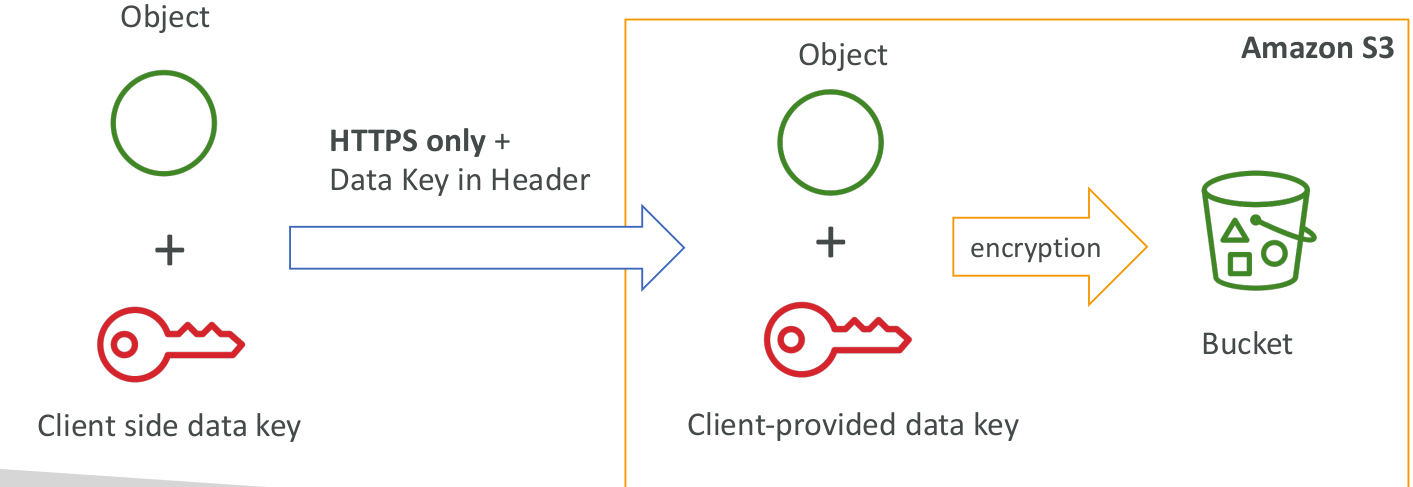 Object
+
Client side data key
HTTPS only +
Data Key in Header
Amazon S3
Object
+
Client-provided data key
encryption
Bucket